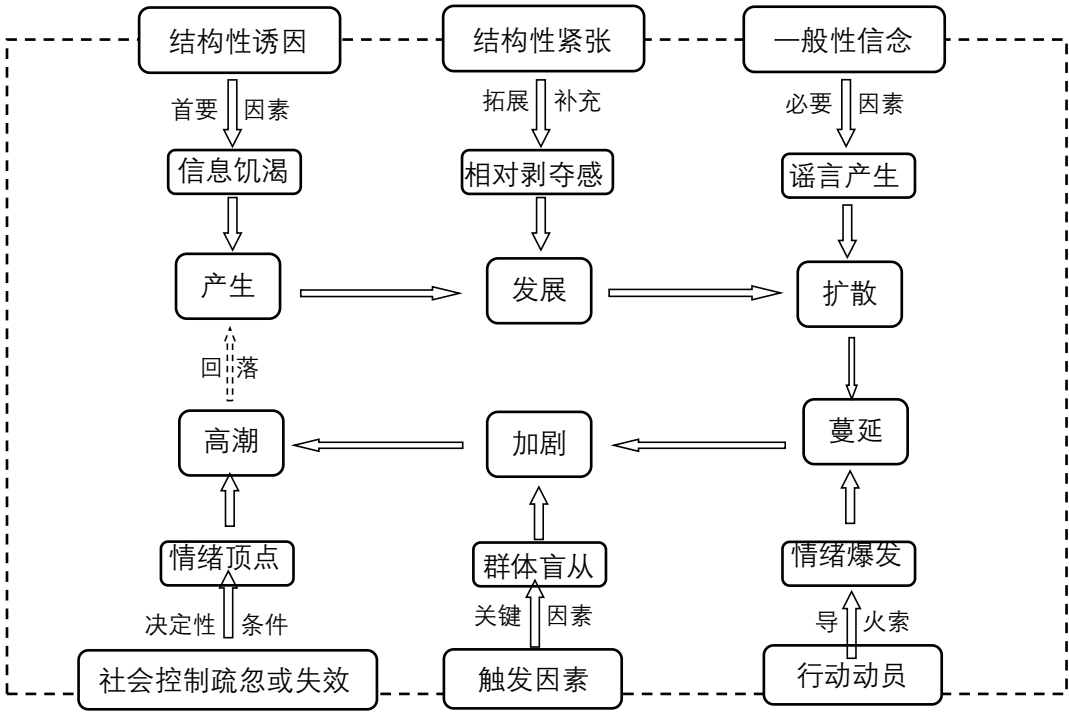 结构性诱因
结构性紧张
一般性信念
首要 因素
拓展 补充
必要 因素
信息饥渴
相对剥夺感
谣言产生
产生
发展
扩散
回 落
高潮
加剧
蔓延
情绪顶点
群体盲从
情绪爆发
决定性 条件
关键 因素
导 火索
社会控制疏忽或失效
触发因素
行动动员